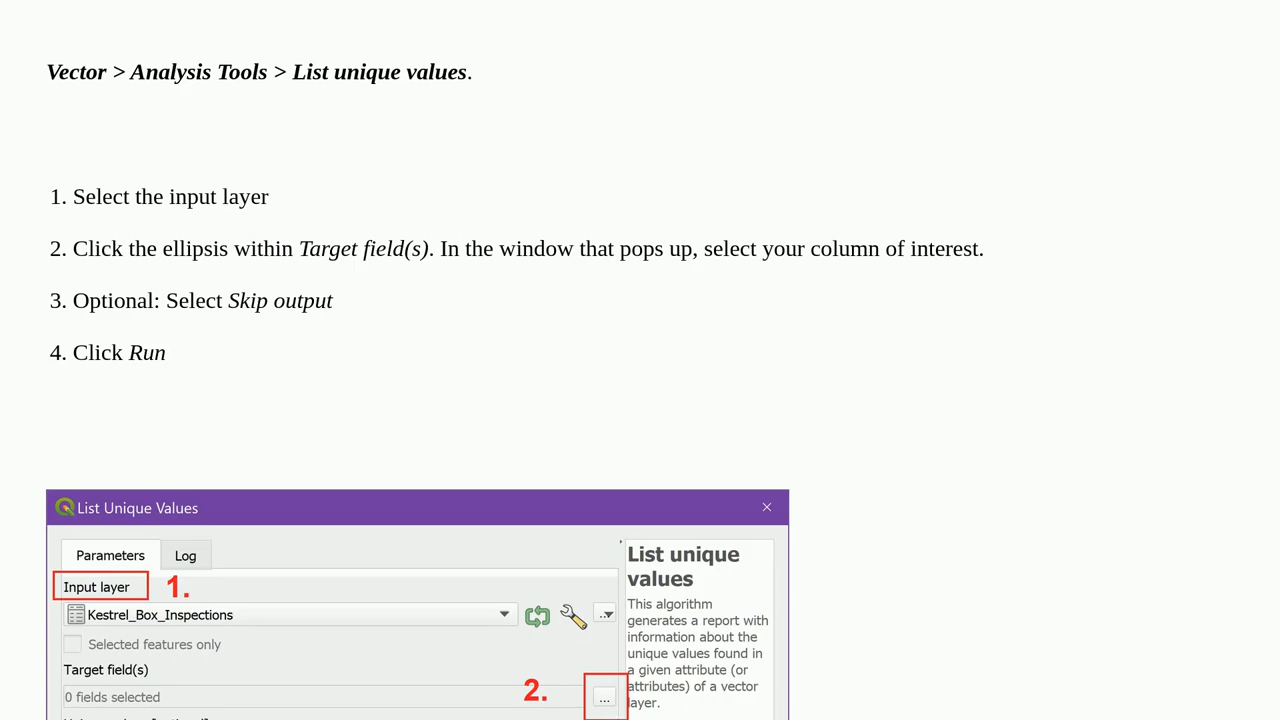 Vector > Analysis Tools > List unique values.
1. Select the input layer
2. Click the ellipsis within Target field(s). In the window that pops up, select your column of interest.
3. Optional: Select Skip output
4. Click Run
List Unique Values
Parameters
Log
Input layer
1.
Kestrel_Box_Inspections
Selected features only
Target field(s)
0 fields selected
2.
...
List unique
values
This algorithm
generates a report with
information about the
unique values found in
a given attribute (or
attributes) of a vector
layer.